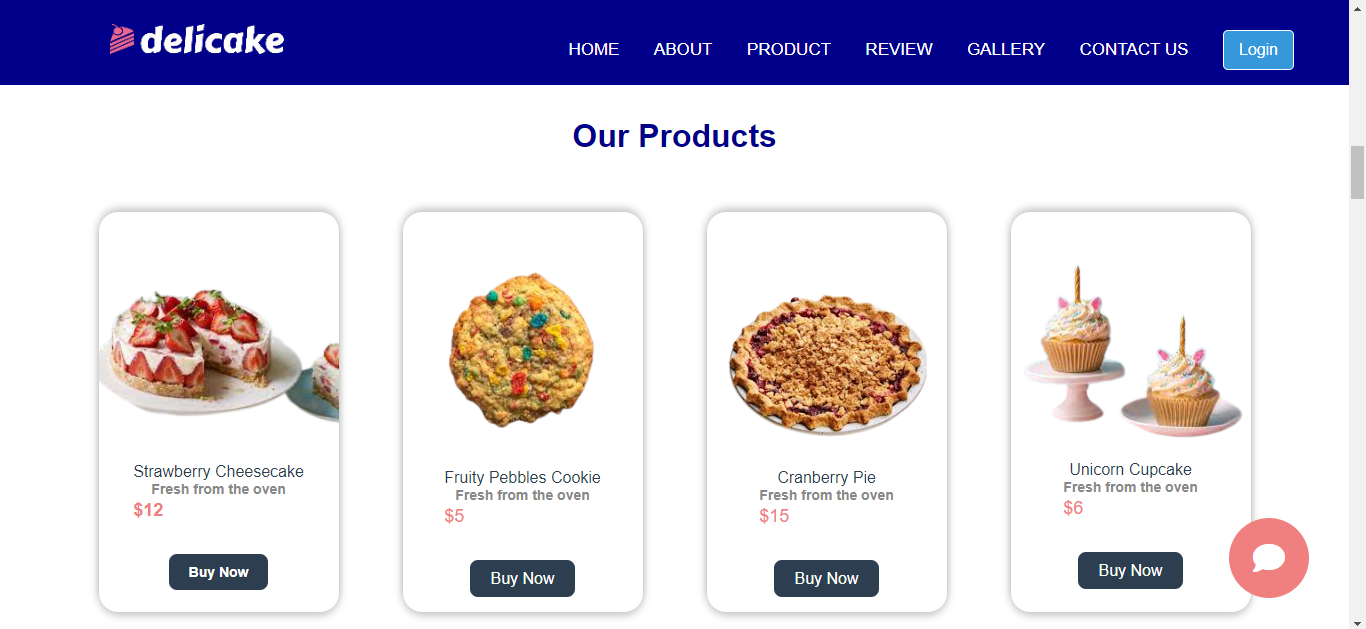 delicake
HOME ABOUT PRODUCT REVIEW GALLERY CONTACT US Login
Our Products
Strawberry Cheesecake
Fresh from the oven
$12
Buy Now
Fruity Pebbles Cookie
Fresh from the oven
$5
Buy Now
Cranberry Pie
Fresh from the oven
$15
Buy Now
Unicorn Cupcake
Fresh from the oven
$6
Buy Now